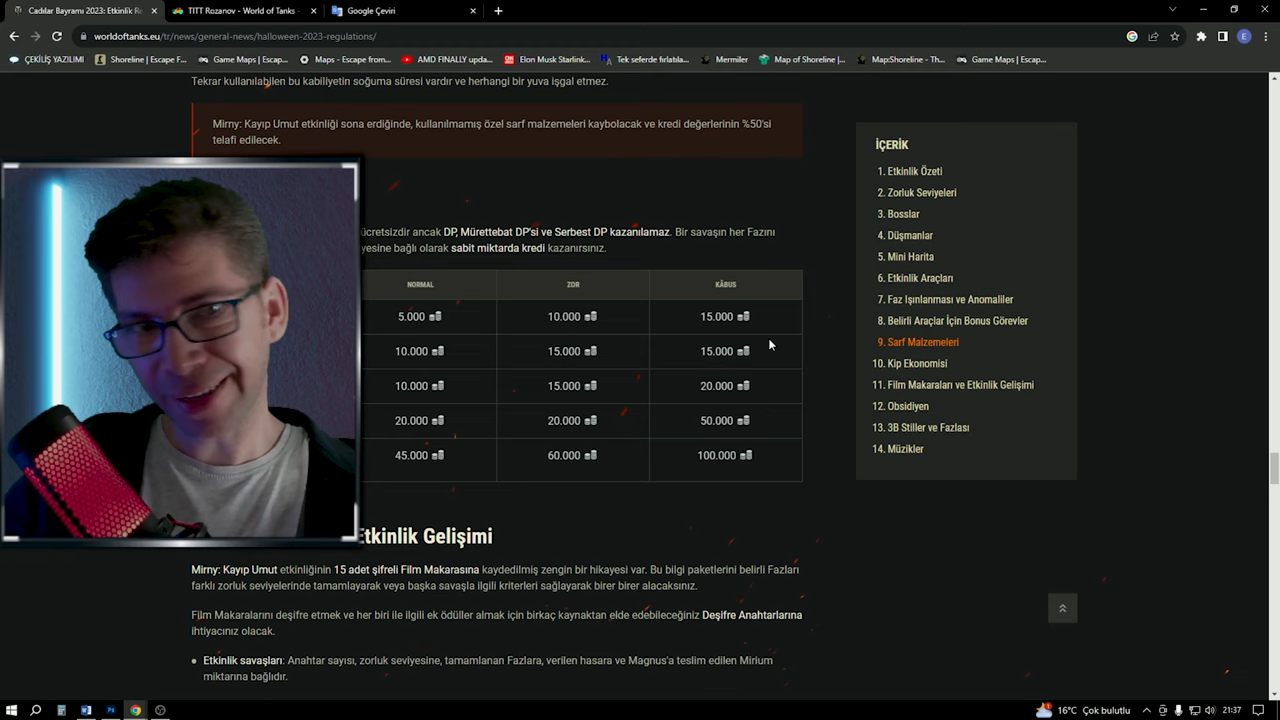 Cadılar Bayramı 2023: Etkinlik Re
TITT Rozanov - World of Tanks
Google Çeviri
worldoftanks.eu/tr/news/general-news/halloween-2023-regulations/
E
ÇEKİLİŞ YAZILIMI
Shoreline | Escape F...
Game Maps | Escap...
Maps - Escape from...
AMD FINALLY upda...
Elon Musk Starlink...
Tek seferde fırlatıla...
Mermiler
Map of Shoreline |...
Map:Shoreline - Th...
Game Maps | Escap...
Tekrar kullanılabilen bu kabiliyetin soğuma süresi vardır ve herhangi bir yuva işgal etmez.
Mirny: Kayıp Umut etkinliği sona erdiğinde, kullanılmamış özel sarf malzemeleri kaybolacak ve kredi değerlerinin %50'si
telafi edilecek.
ücretsizdir ancak DP, Mürettebat DP'si ve Serbest DP kazanılamaz. Bir savaşın her Fazını
yesine bağlı olarak sabit miktarda kredi kazanırsınız.
NORMAL ZOR KÂBUS
5.000 10.000 15.000
10.000 15.000 15.000
10.000 15.000 20.000
20.000 20.000 50.000
45.000 60.000 100.000
Etkinlik Gelişimi
Mirny: Kayıp Umut etkinliğinin 15 adet şifreli Film Makarasına kaydedilmiş zengin bir hikayesi var. Bu bilgi paketlerini belirli Fazları
farklı zorluk seviyelerinde tamamlayarak veya başka savaşla ilgili kriterleri sağlayarak birer birer alacaksınız.
Film Makaralarını deşifre etmek ve her biri ile ilgili ek ödüller almak için birkaç kaynaktan elde edebileceğiniz Deşifre Anahtarlarına
ihtiyacınız olacak.
Etkinlik savaşları: Anahtar sayısı, zorluk seviyesine, tamamlanan Fazlara, verilen hasara ve Magnus'a teslim edilen Mirium
miktarına bağlıdır.
İÇERİK
1. Etkinlik Özeti
2. Zorluk Seviyeleri
3. Bosslar
4. Düşmanlar
5. Mini Harita
6. Etkinlik Araçları
7. Faz Işınlanması ve Anomaliler
8. Belirli Araçlar İçin Bonus Görevler
9. Sarf Malzemeleri
10. Kip Ekonomisi
11. Film Makaraları ve Etkinlik Gelişimi
12. Obsidiyen
13. 3B Stiller ve Fazlası
14. Müzikler
16°C Çok bulutlu
21:37